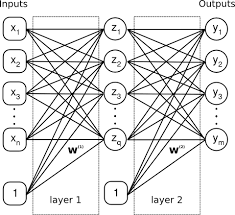 Inputs Outputs
x₁ z₁ y₁
x₂ z₂ y₂
x₃ z₃ y₃
xₙ z_q yₘ
w⁽¹⁾ w⁽²⁾
1 layer 1 1 layer 2